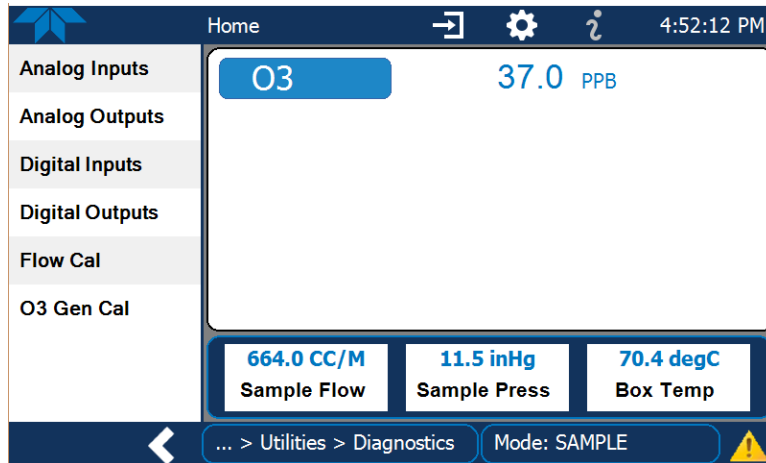 Home
4:52:12 PM
Analog Inputs
Analog Outputs
Digital Inputs
Digital Outputs
Flow Cal
O3 Gen Cal
O3
37.0 PPB
664.0 CC/M
Sample Flow
11.5 inHg
Sample Press
70.4 degC
Box Temp
... > Utilities > Diagnostics
Mode: SAMPLE